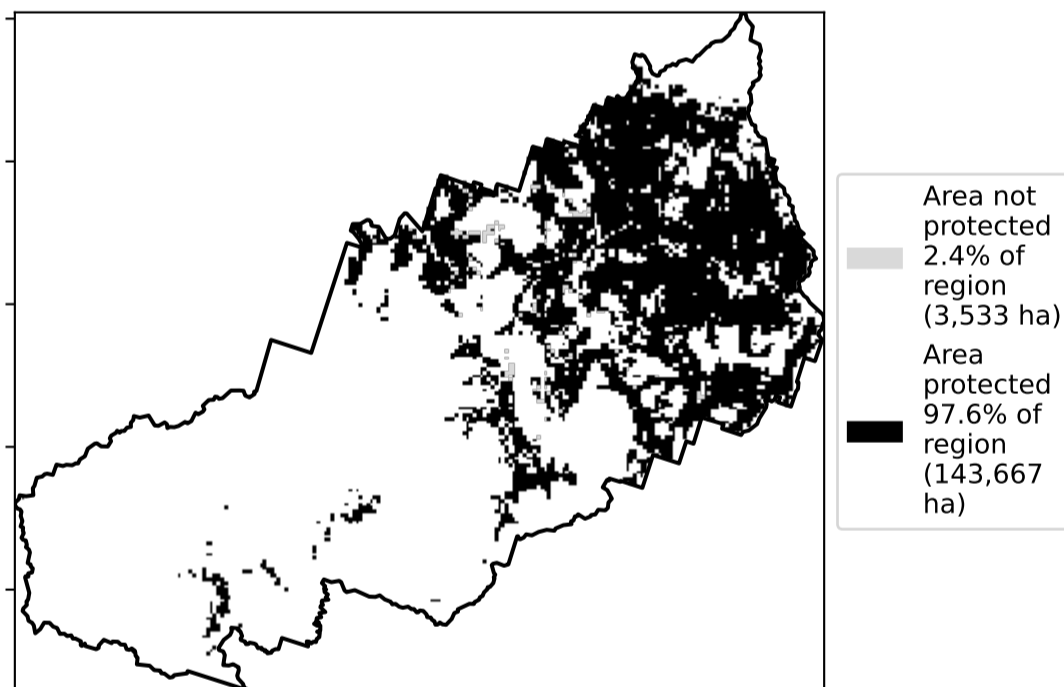 Area not
protected
2.4% of
region
(3,533 ha)
Area
protected
97.6% of
region
(143,667
ha)